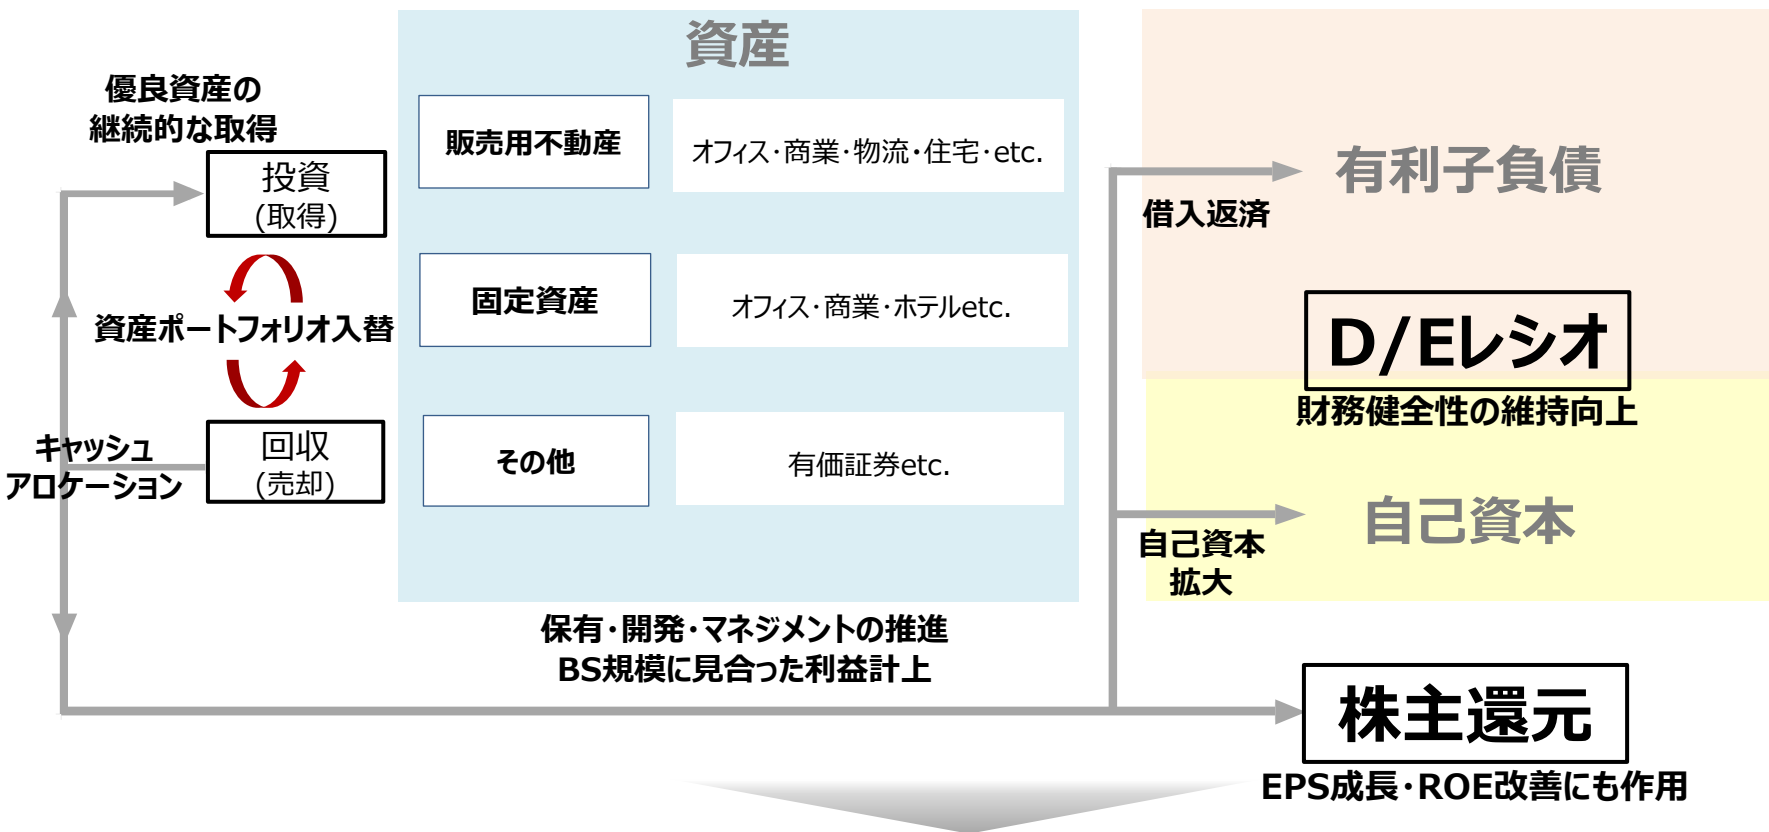 資産
優良資産の
継続的な取得
投資
(取得)
資産ポートフォリオ入替
キャッシュ
アロケーション
回収
(売却)
販売用不動産
オフィス・商業・物流・住宅・etc.
固定資産
オフィス・商業・ホテルetc.
その他
有価証券etc.
保有・開発・マネジメントの推進
BS規模に見合った利益計上
有利子負債
借入返済
D/Eレシオ
財務健全性の維持向上
自己資本
自己資本
拡大
株主還元
EPS成長・ROE改善にも作用